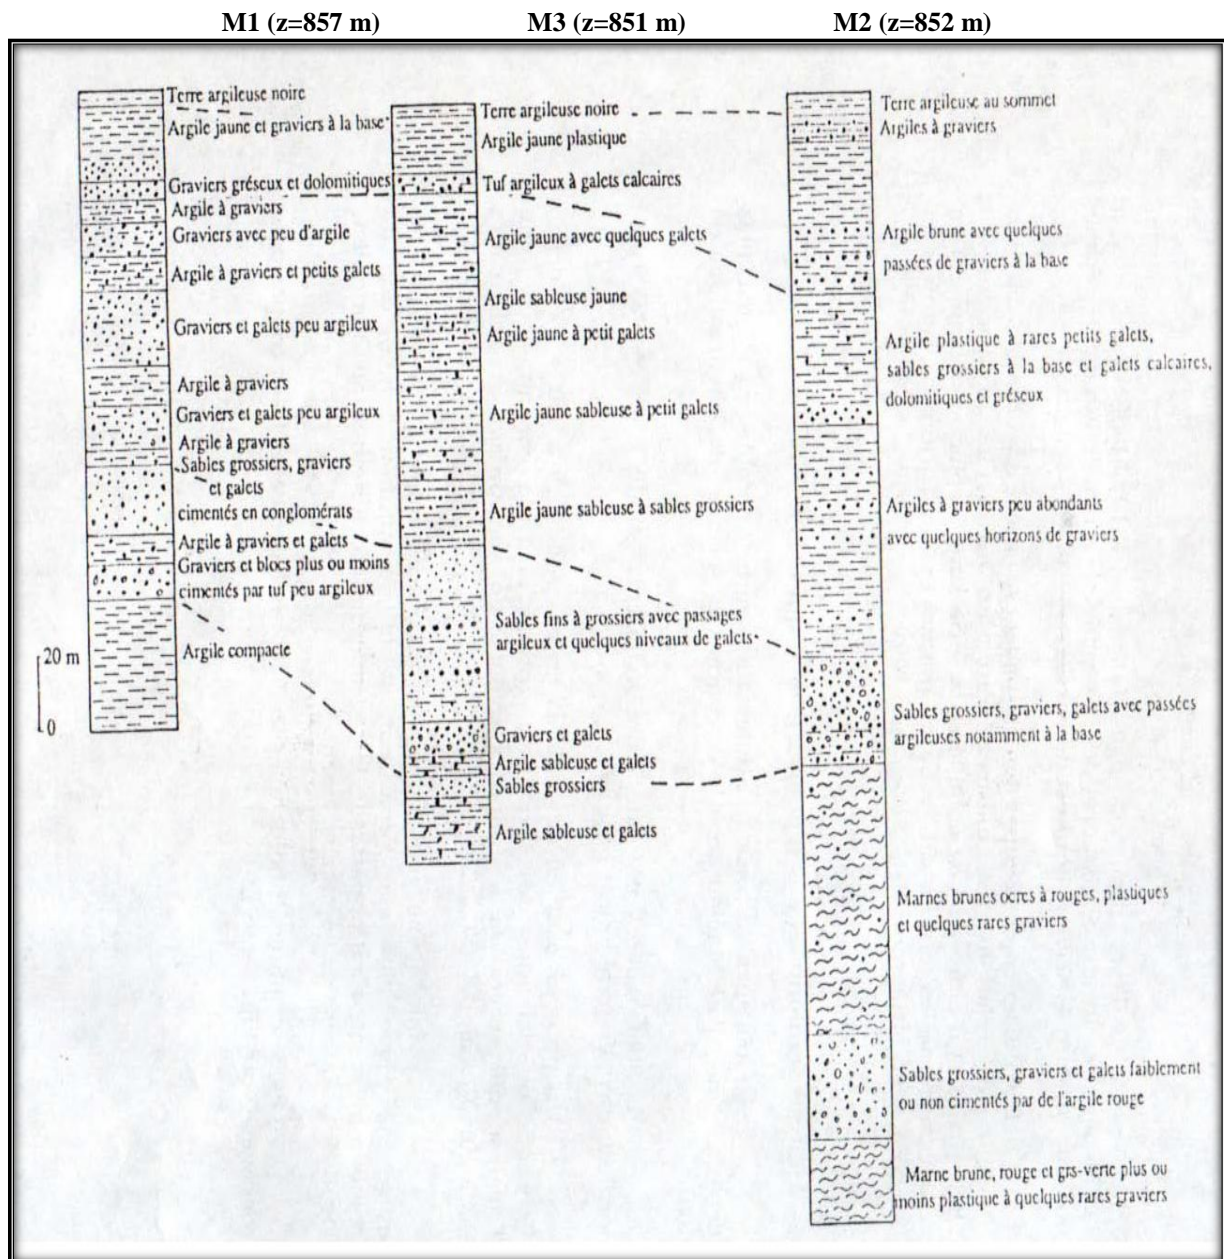 M1 (z=857 m)
M3 (z=851 m)
M2 (z=852 m)
Terre argileuse noire
Argile jaune et graviers à la base
Graviers gréseux et dolomitiques
Argile à graviers
Graviers avec peu d'argile
Argile à graviers et petits galets
Graviers et galets peu argileux
Argile à graviers
Graviers et galets peu argileux
Argile à graviers
Sables grossiers, graviers
et galets
cimentés en conglomérats
Argile à graviers et galets
Graviers et blocs plus ou moins
cimentés par tuf peu argileux
Argile compacte
20 m
0
Terre argileuse noire
Argile jaune plastique
Tuf argileux à galets calcaires
Argile jaune avec quelques galets
Argile sableuse jaune
Argile jaune à petit galets
Argile jaune sableuse à petit galets
Argile jaune sableuse à sables grossiers
Sables fins à grossiers avec passages
argileux et quelques niveaux de galets
Graviers et galets
Argile sableuse et galets
Sables grossiers
Argile sableuse et galets
Terre argileuse au sommet
Argiles à graviers
Argile brune avec quelques
passées de graviers à la base
Argile plastique à rares petits galets,
sables grossiers à la base et galets calcaires,
dolomitiques et gréseux
Argiles à graviers peu abondants
avec quelques horizons de graviers
Sables grossiers, graviers, galets avec passées
argileuses notamment à la base
Marnes brunes ocres à rouges, plastiques
et quelques rares graviers
Sables grossiers, graviers et galets faiblement
ou non cimentés par de l'argile rouge
Marne brune, rouge et grs-verte plus ou
moins plastique à quelques rares graviers